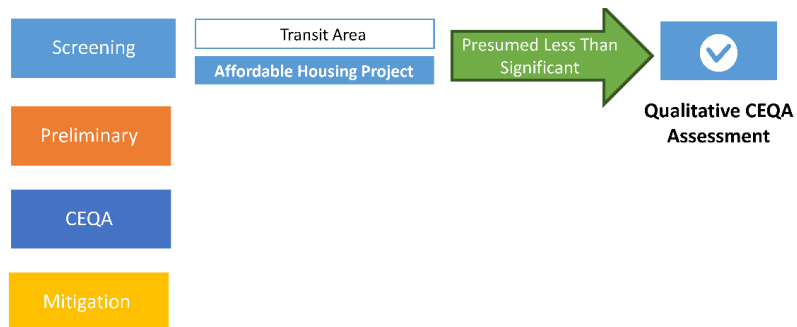 Screening
Transit Area
Affordable Housing Project
Presumed Less Than
Significant
Qualitative CEQA
Assessment
Preliminary
CEQA
Mitigation